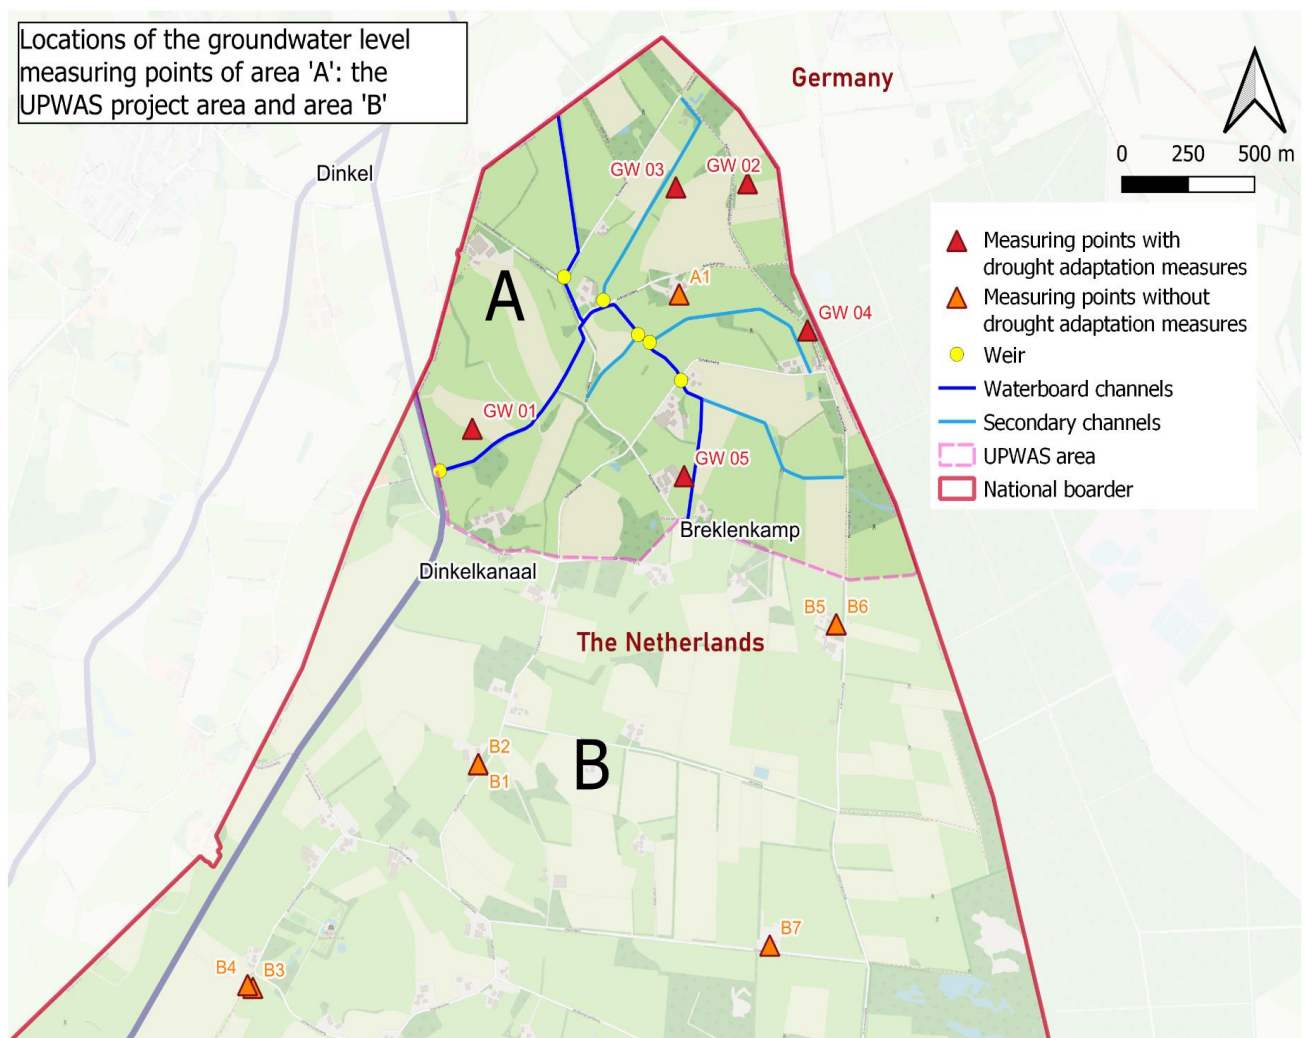 Locations of the groundwater level
measuring points of area 'A': the
UPWAS project area and area 'B'
Germany
Dinkel
0 250 500 m
GW 03
GW 02
Measuring points with
drought adaptation measures
Measuring points without
drought adaptation measures
Weir
Waterboard channels
Secondary channels
UPWAS area
National boarder
A
A1
GW 04
GW 01
GW 05
Breklenkamp
Dinkelkanaal
B5 B6
The Netherlands
B2
B1
B
B7
B4 B3